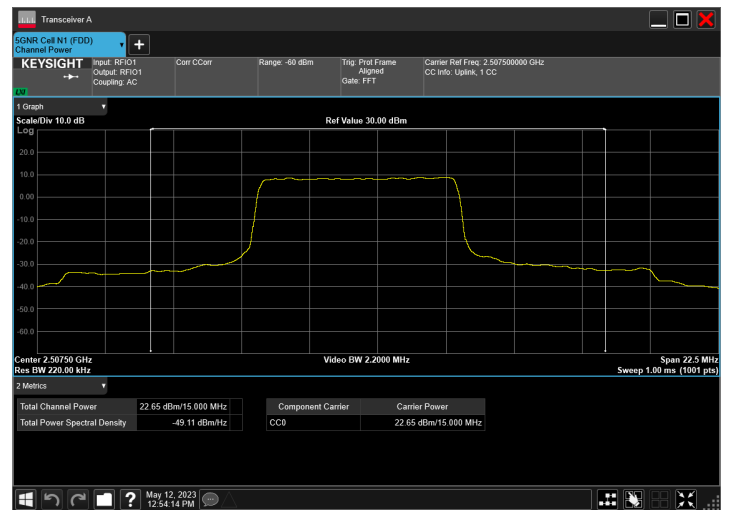 Transceiver A
5GNR Cell N1 (FDD)
Channel Power
KEYSIGHT
LXI
Input: RFIO1
Output: RFIO1
Coupling: AC
Corr CCorr
Range: -60 dBm
Trig: Prot Frame
Aligned
Gate: FFT
Carrier Ref Freq: 2.507500000 GHz
CC Info: Uplink, 1 CC
1 Graph
Scale/Div 10.0 dB
Ref Value 30.00 dBm
Log
20.0
10.0
0.00
-10.0
-20.0
-30.0
-40.0
-50.0
-60.0
Center 2.50750 GHz
Video BW 2.2000 MHz
Span 22.5 MHz
Res BW 220.00 kHz
Sweep 1.00 ms (1001 pts)
2 Metrics
Total Channel Power 22.65 dBm/15.000 MHz
Total Power Spectral Density -49.11 dBm/Hz
Component Carrier Carrier Power
CC0 22.65 dBm/15.000 MHz
?
May 12, 2023
12:54:14 PM